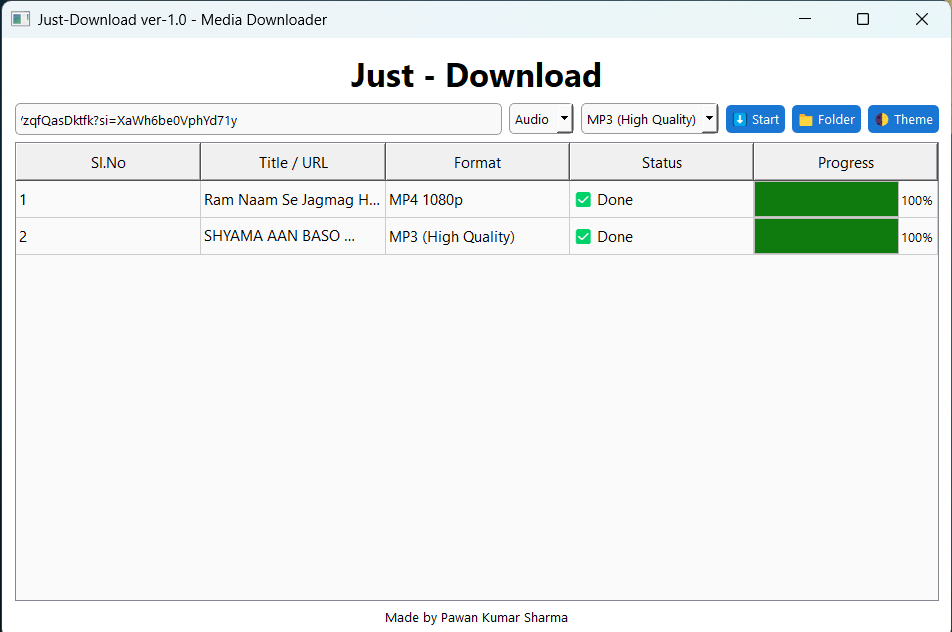 Just-Download ver-1.0 - Media Downloader
Just - Download
zqfQasDktfk?si=XaWh6be0VphYd71y Audio MP3 (High Quality) Start Folder Theme
Sl.No Title / URL Format Status Progress
1 Ram Naam Se Jagmag H... MP4 1080p Done 100%
2 SHYAMA AAN BASO ... MP3 (High Quality) Done 100%
Made by Pawan Kumar Sharma